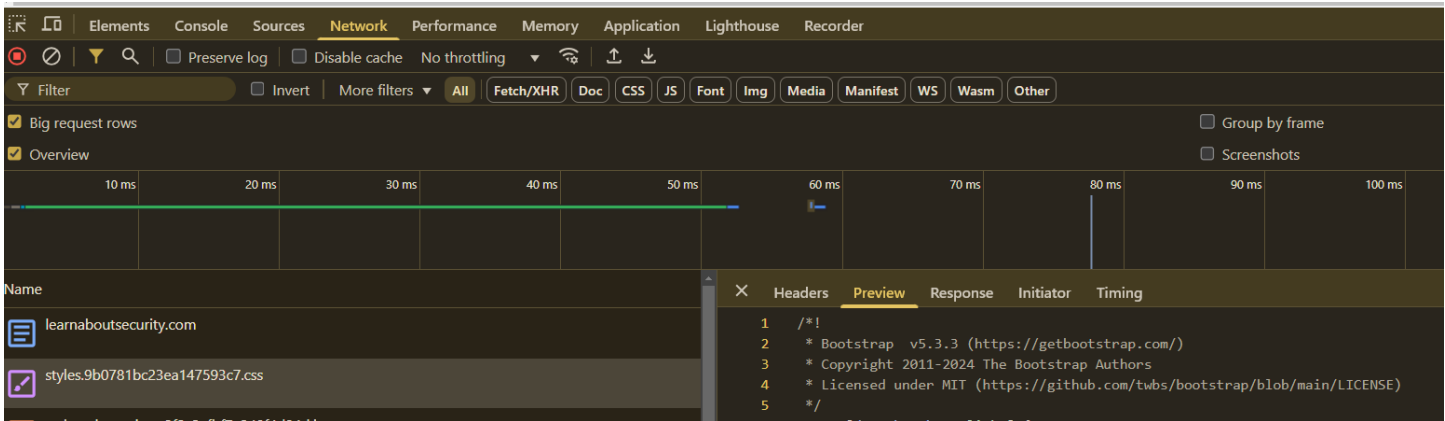 Elements Console Sources Network Performance Memory Application Lighthouse Recorder
Preserve log Disable cache No throttling
Filter Invert More filters All Fetch/XHR Doc CSS JS Font Img Media Manifest WS Wasm Other
Big request rows Group by frame
Overview Screenshots
10 ms 20 ms 30 ms 40 ms 50 ms 60 ms 70 ms 80 ms 90 ms 100 ms
Name
Headers Preview Response Initiator Timing
learnaboutsecurity.com
styles.9b0781bc23ea147593c7.css
1 /*!
2 * Bootstrap v5.3.3 (https://getbootstrap.com/)
3 * Copyright 2011-2024 The Bootstrap Authors
4 * Licensed under MIT (https://github.com/twbs/bootstrap/blob/main/LICENSE)
5 */